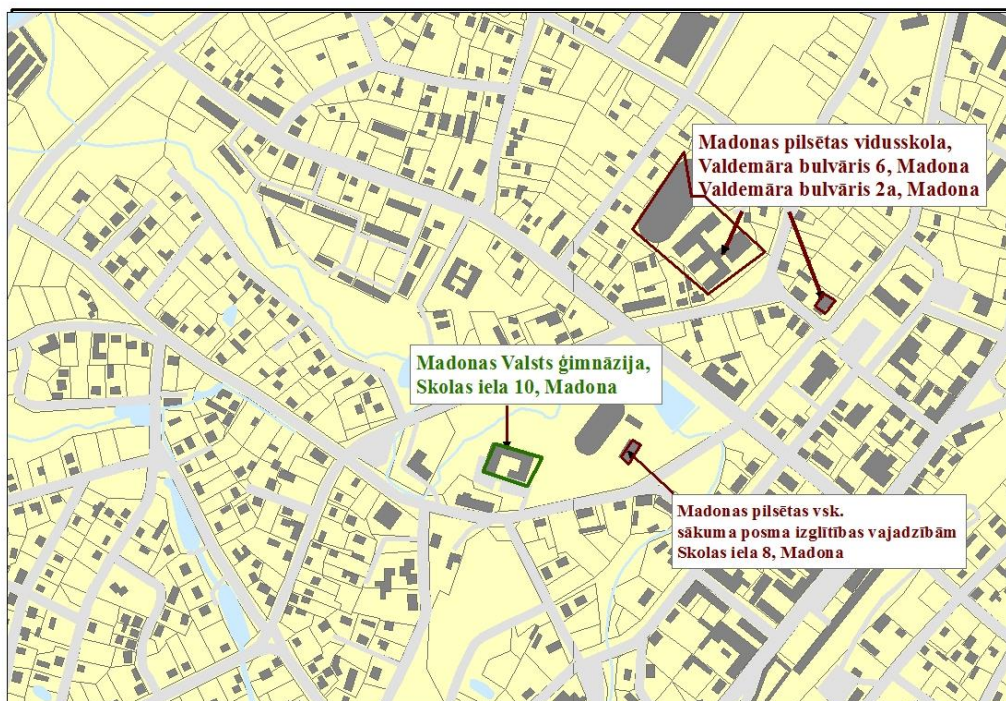 Madonas pilsētas vidusskola,
Valdemāra bulvāris 6, Madona
Valdemāra bulvāris 2a, Madona
Madonas Valsts ģimnāzija,
Skolas iela 10, Madona
Madonas pilsētas vsk.
sākuma posma izglītības vajadzībām
Skolas iela 8, Madona